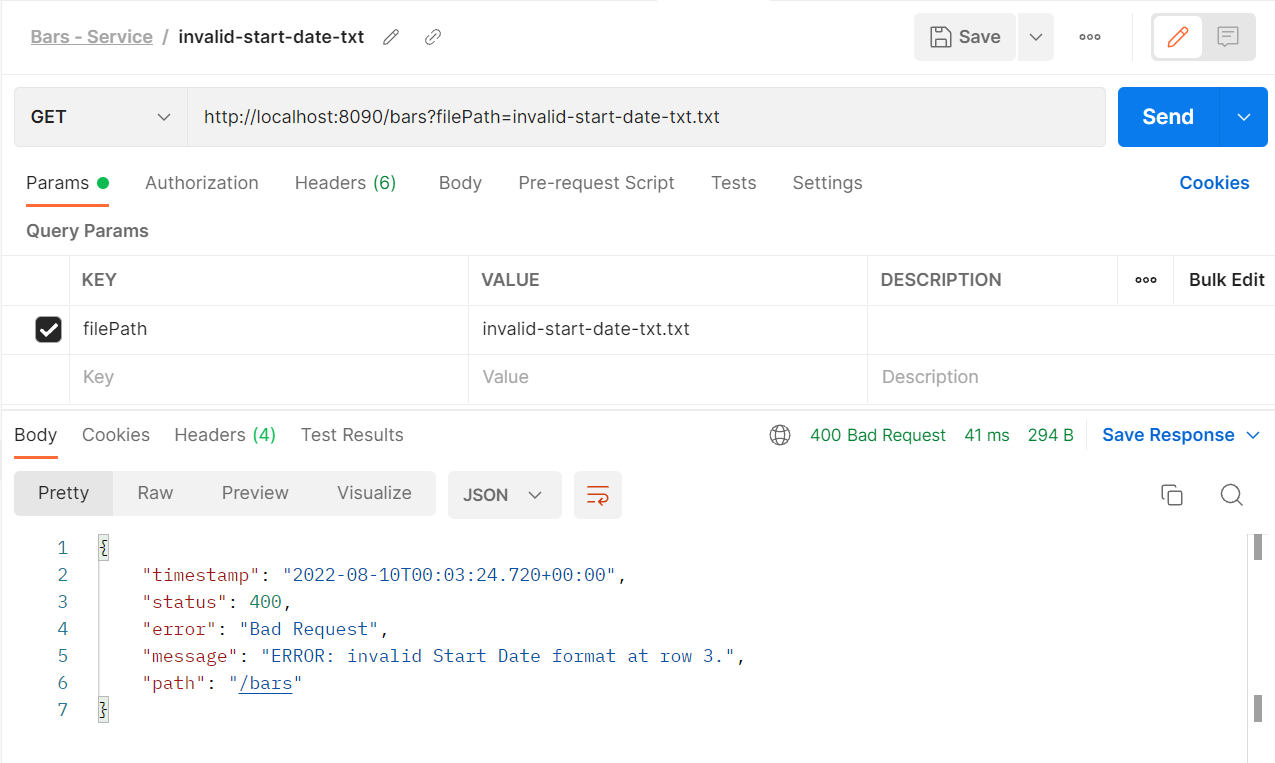 Bars - Service / invalid-start-date-txt
Save
GET
http://localhost:8090/bars?filePath=invalid-start-date-txt.txt
Send
Params Authorization Headers (6) Body Pre-request Script Tests Settings Cookies
Query Params
KEY VALUE DESCRIPTION Bulk Edit
filePath invalid-start-date-txt.txt
Key Value Description
Body Cookies Headers (4) Test Results 400 Bad Request 41 ms 294 B Save Response
Pretty Raw Preview Visualize JSON
1 {
2 "timestamp": "2022-08-10T00:03:24.720+00:00",
3 "status": 400,
4 "error": "Bad Request",
5 "message": "ERROR: invalid Start Date format at row 3.",
6 "path": "/bars"
7 }